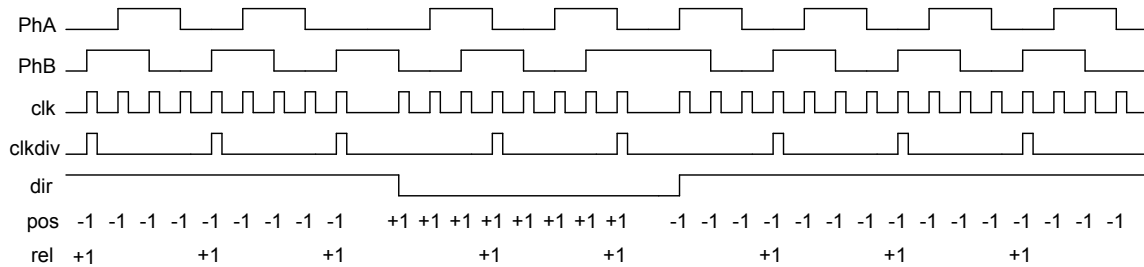 PhA
PhB
clk
clkdiv
dir
pos -1 -1 -1 -1 -1 -1 -1 -1 -1 +1 +1 +1 +1 +1 +1 +1 +1 -1 -1 -1 -1 -1 -1 -1 -1 -1 -1 -1 -1 -1 -1 -1
rel +1 +1 +1 +1 +1 +1 +1 +1